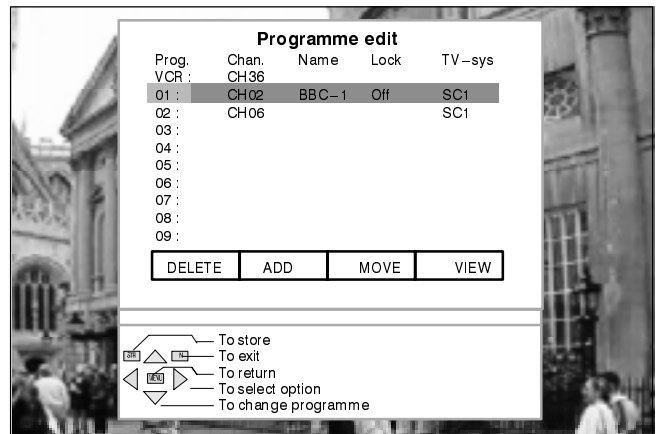 Programme edit
Prog. Chan. Name Lock TV-sys
VCR : CH36
01 : CH02 BBC-1 Off SC1
02 : CH06 SC1
03 :
04 :
05 :
06 :
07 :
08 :
09 :
DELETE ADD MOVE VIEW
To store
STR N To exit
To return
MENU To select option
To change programme